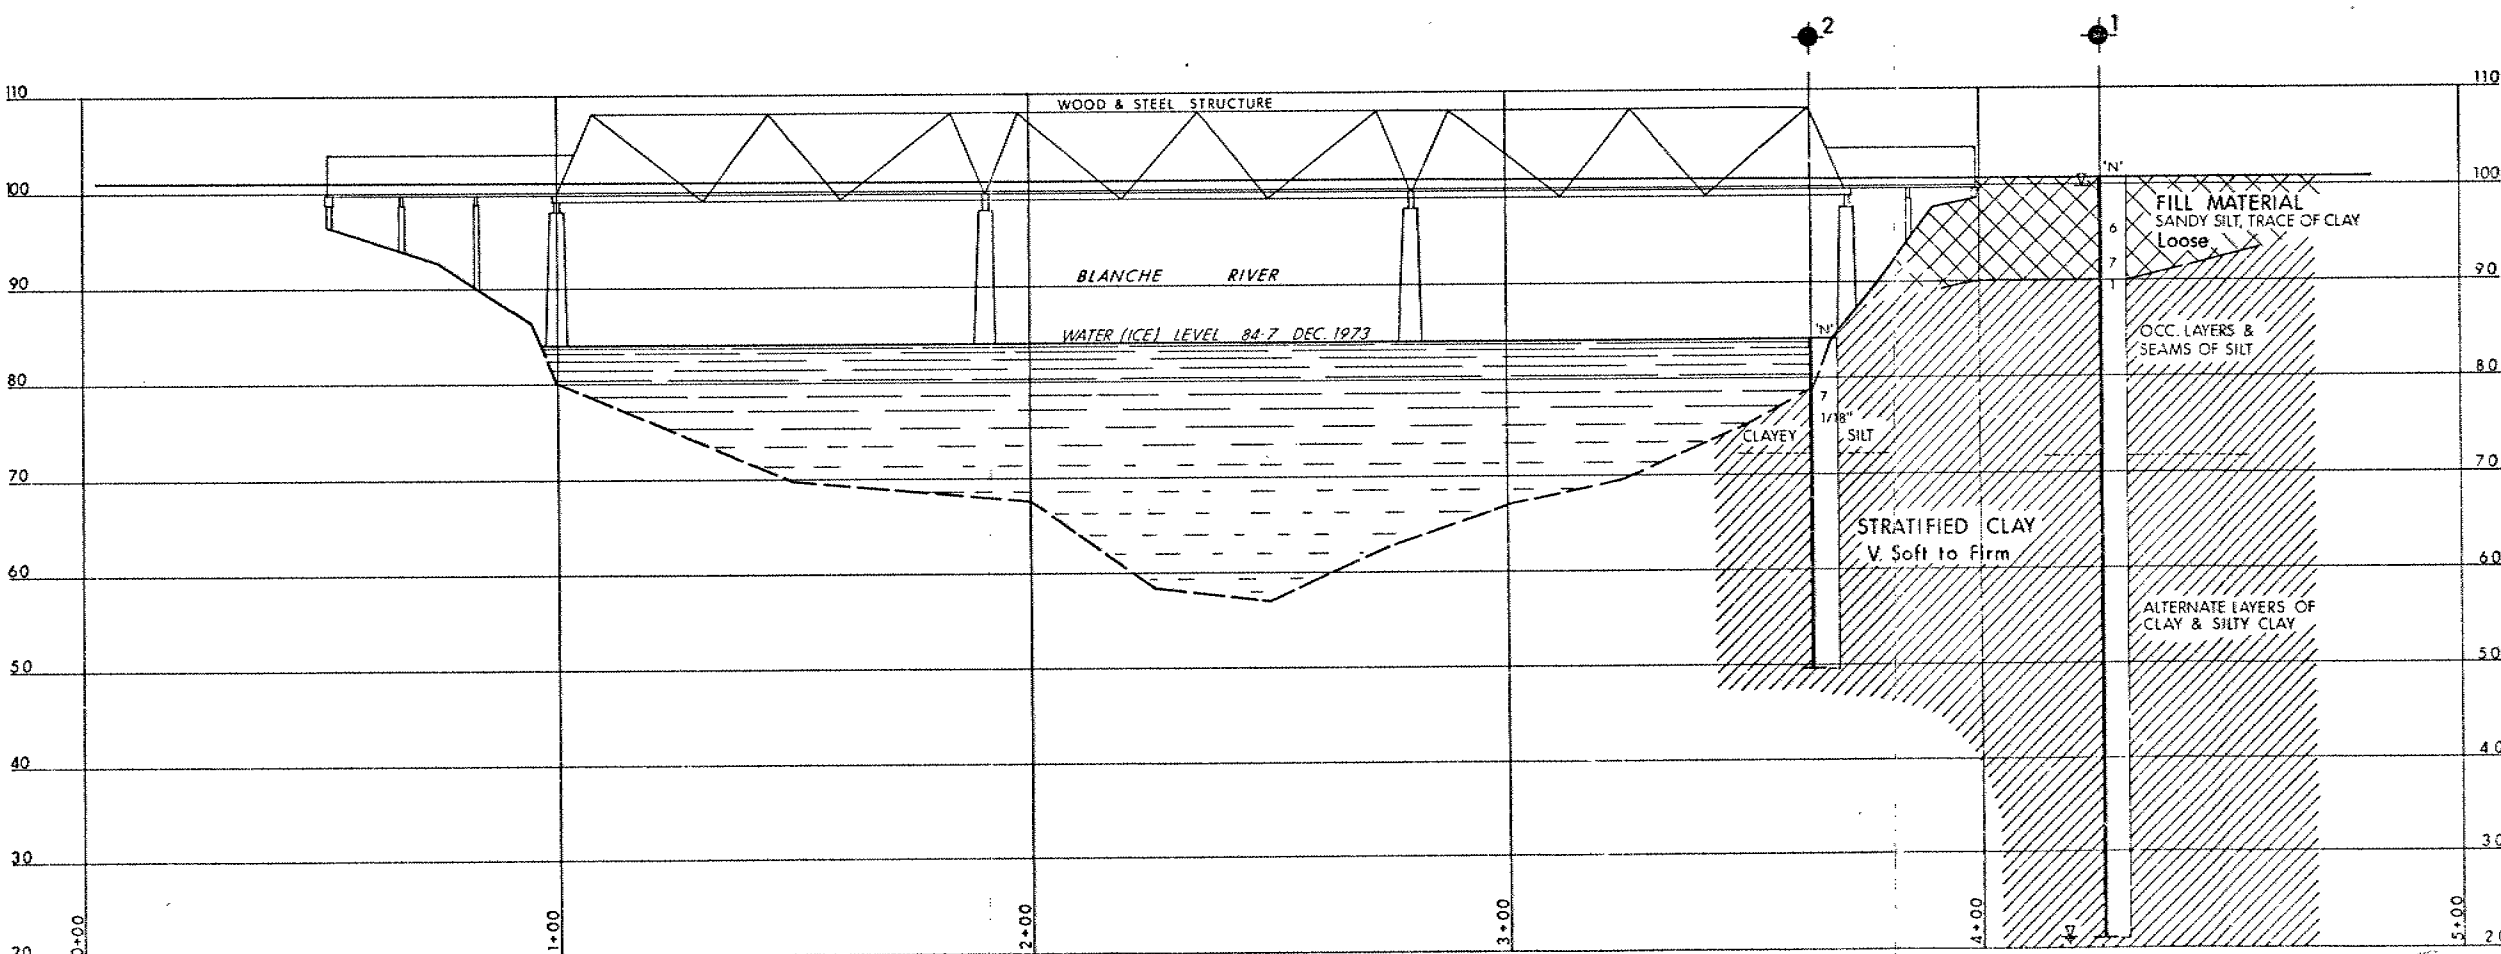 2
1
110
110
WOOD & STEEL STRUCTURE
'N'
100
100
FILL MATERIAL
SANDY SILT, TRACE OF CLAY
6
Loose
7
BLANCHE RIVER
90
90
1
WATER (ICE) LEVEL 84·7 DEC. 1973
'N'
OCC. LAYERS &
SEAMS OF SILT
80
80
7
1/18"
CLAYEY SILT
70
70
STRATIFIED CLAY
V. Soft to Firm
60
60
ALTERNATE LAYERS OF
CLAY & SILTY CLAY
50
50
40
40
30
30
0+00
1+00
2+00
3+00
4+00
5+00
20
20